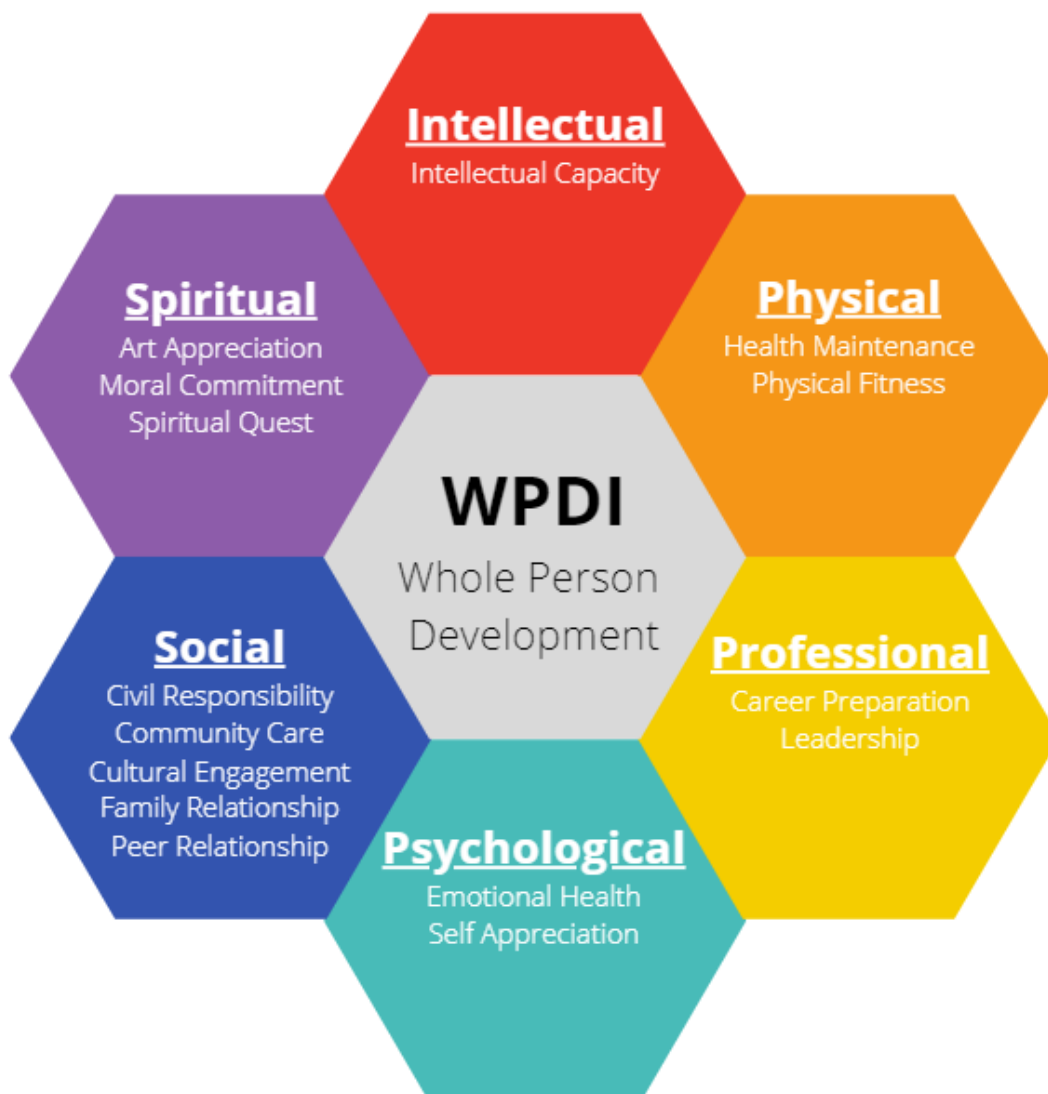 Intellectual
Intellectual Capacity
Spiritual
Art Appreciation
Moral Commitment
Spiritual Quest
Physical
Health Maintenance
Physical Fitness
WPDI
Whole Person
Development
Social
Civil Responsibility
Community Care
Cultural Engagement
Family Relationship
Peer Relationship
Professional
Career Preparation
Leadership
Psychological
Emotional Health
Self Appreciation